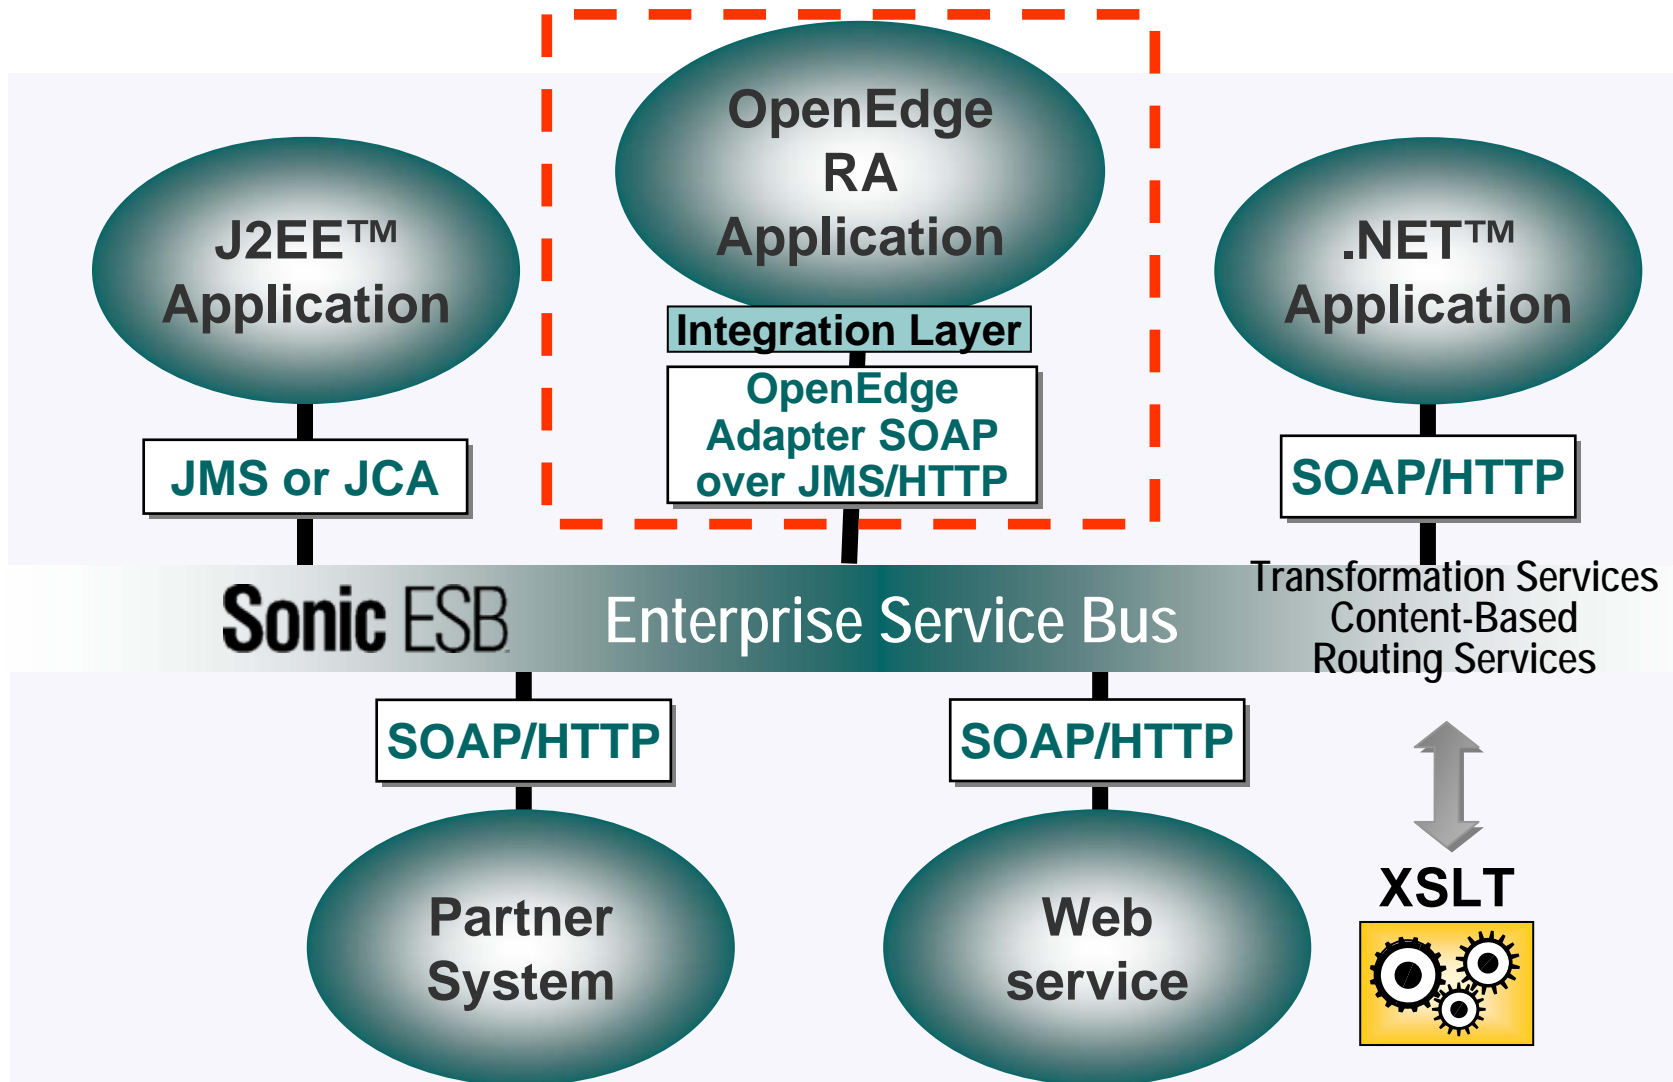 OpenEdge
RA
Application
J2EE™
Application
.NET™
Application
Integration Layer
OpenEdge
Adapter SOAP
over JMS/HTTP
JMS or JCA
SOAP/HTTP
Sonic ESB
Enterprise Service Bus
Transformation Services
Content-Based
Routing Services
SOAP/HTTP
SOAP/HTTP
Partner
System
Web
service
XSLT